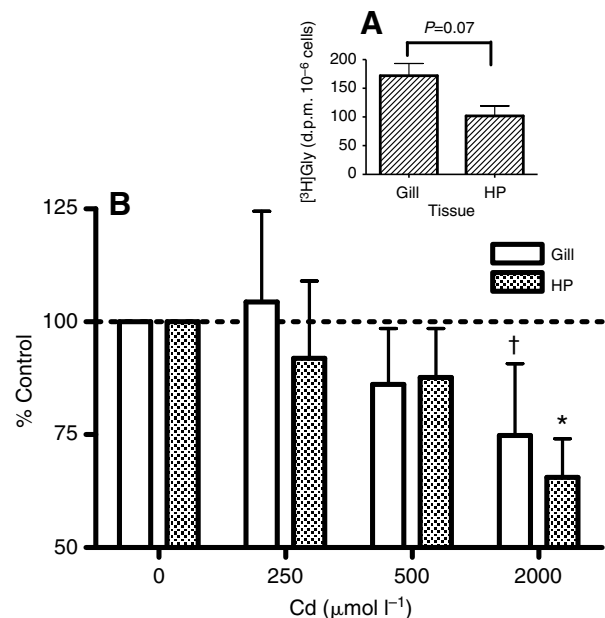 A
P=0.07
[³H]Gly (d.p.m. 10⁻⁶ cells)
200
150
100
50
0
Gill
HP
Tissue
B
125
100
75
50
% Control
Gill
HP
†
*
0
250
500
2000
Cd (μmol l⁻¹)